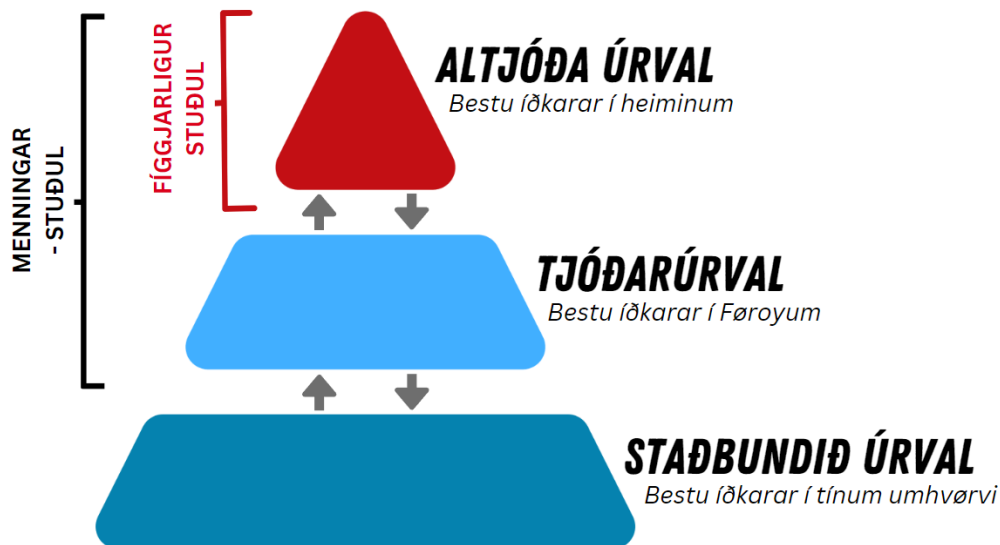 MENNINGAR
- STUÐUL
FÍGGJARLIGUR
STUÐUL
ALTJÓÐA ÚRVAL
Bestu íðkarar í heiminum
TJÓÐARÚRVAL
Bestu íðkarar í Føroyum
STAÐBUNDIÐ ÚRVAL
Bestu íðkarar í tínum umhvørvi